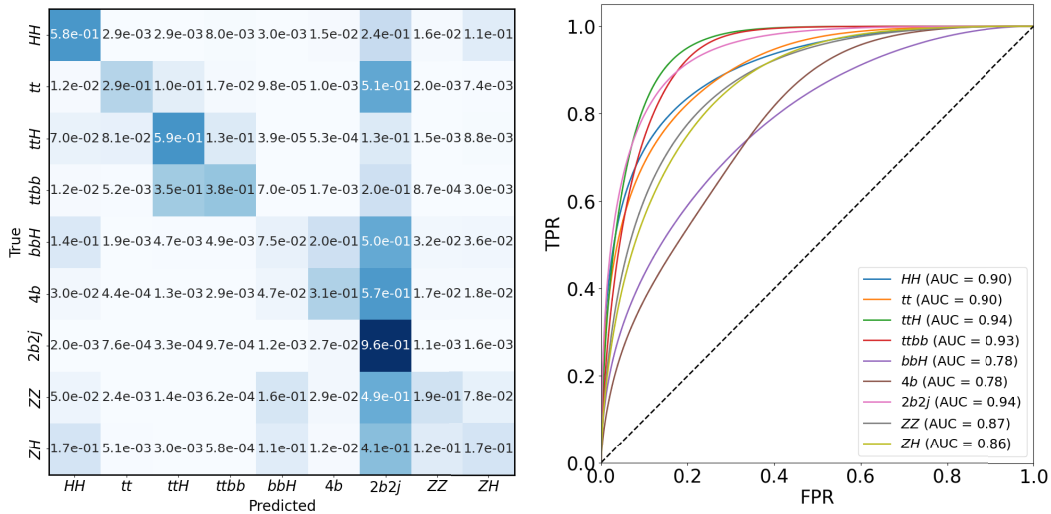 HH 5.8e-01 2.9e-03 2.9e-03 8.0e-03 3.0e-03 1.5e-02 2.4e-01 1.6e-02 1.1e-01
tt 1.2e-02 2.9e-01 1.0e-01 1.7e-02 9.8e-05 1.0e-03 5.1e-01 2.0e-03 7.4e-03
ttH 7.0e-02 8.1e-02 5.9e-01 1.3e-01 3.9e-05 5.3e-04 1.3e-01 1.5e-03 8.8e-03
ttbb 1.2e-02 5.2e-03 3.5e-01 3.8e-01 7.0e-05 1.7e-03 2.0e-01 8.7e-04 3.0e-03
bbH 1.4e-01 1.9e-03 4.7e-03 4.9e-03 7.5e-02 2.0e-01 5.0e-01 3.2e-02 3.6e-02
4b 3.0e-02 4.4e-04 1.3e-03 2.9e-03 4.7e-02 3.1e-01 5.7e-01 1.7e-02 1.8e-02
2b2j 2.0e-03 7.6e-04 3.3e-04 9.7e-04 1.2e-03 2.7e-02 9.6e-01 1.1e-03 1.6e-03
ZZ 5.0e-02 2.4e-03 1.4e-03 6.2e-04 1.6e-01 2.9e-02 4.9e-01 1.9e-01 7.8e-02
ZH 1.7e-01 5.1e-03 3.0e-03 5.8e-04 1.1e-01 1.2e-02 4.1e-01 1.2e-01 1.7e-01
HH tt ttH ttbb bbH 4b 2b2j ZZ ZH
Predicted
True
1.0
0.8
0.6
0.4
0.2
0.0
0.0 0.2 0.4 0.6 0.8 1.0
FPR
TPR
HH (AUC = 0.90)
tt (AUC = 0.90)
ttH (AUC = 0.94)
ttbb (AUC = 0.93)
bbH (AUC = 0.78)
4b (AUC = 0.78)
2b2j (AUC = 0.94)
ZZ (AUC = 0.87)
ZH (AUC = 0.86)